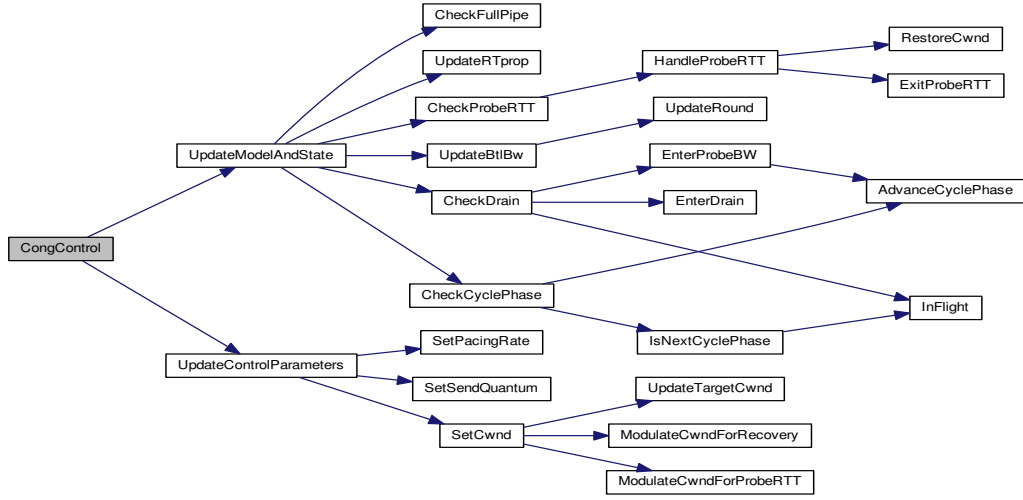 CheckFullPipe
RestoreCwnd
UpdateRTprop
HandleProbeRTT
ExitProbeRTT
CheckProbeRTT
UpdateRound
UpdateModelAndState
UpdateBtlBw
EnterProbeBW
AdvanceCyclePhase
CheckDrain
EnterDrain
CongControl
CheckCyclePhase
InFlight
SetPacingRate
IsNextCyclePhase
UpdateControlParameters
SetSendQuantum
UpdateTargetCwnd
SetCwnd
ModulateCwndForRecovery
ModulateCwndForProbeRTT